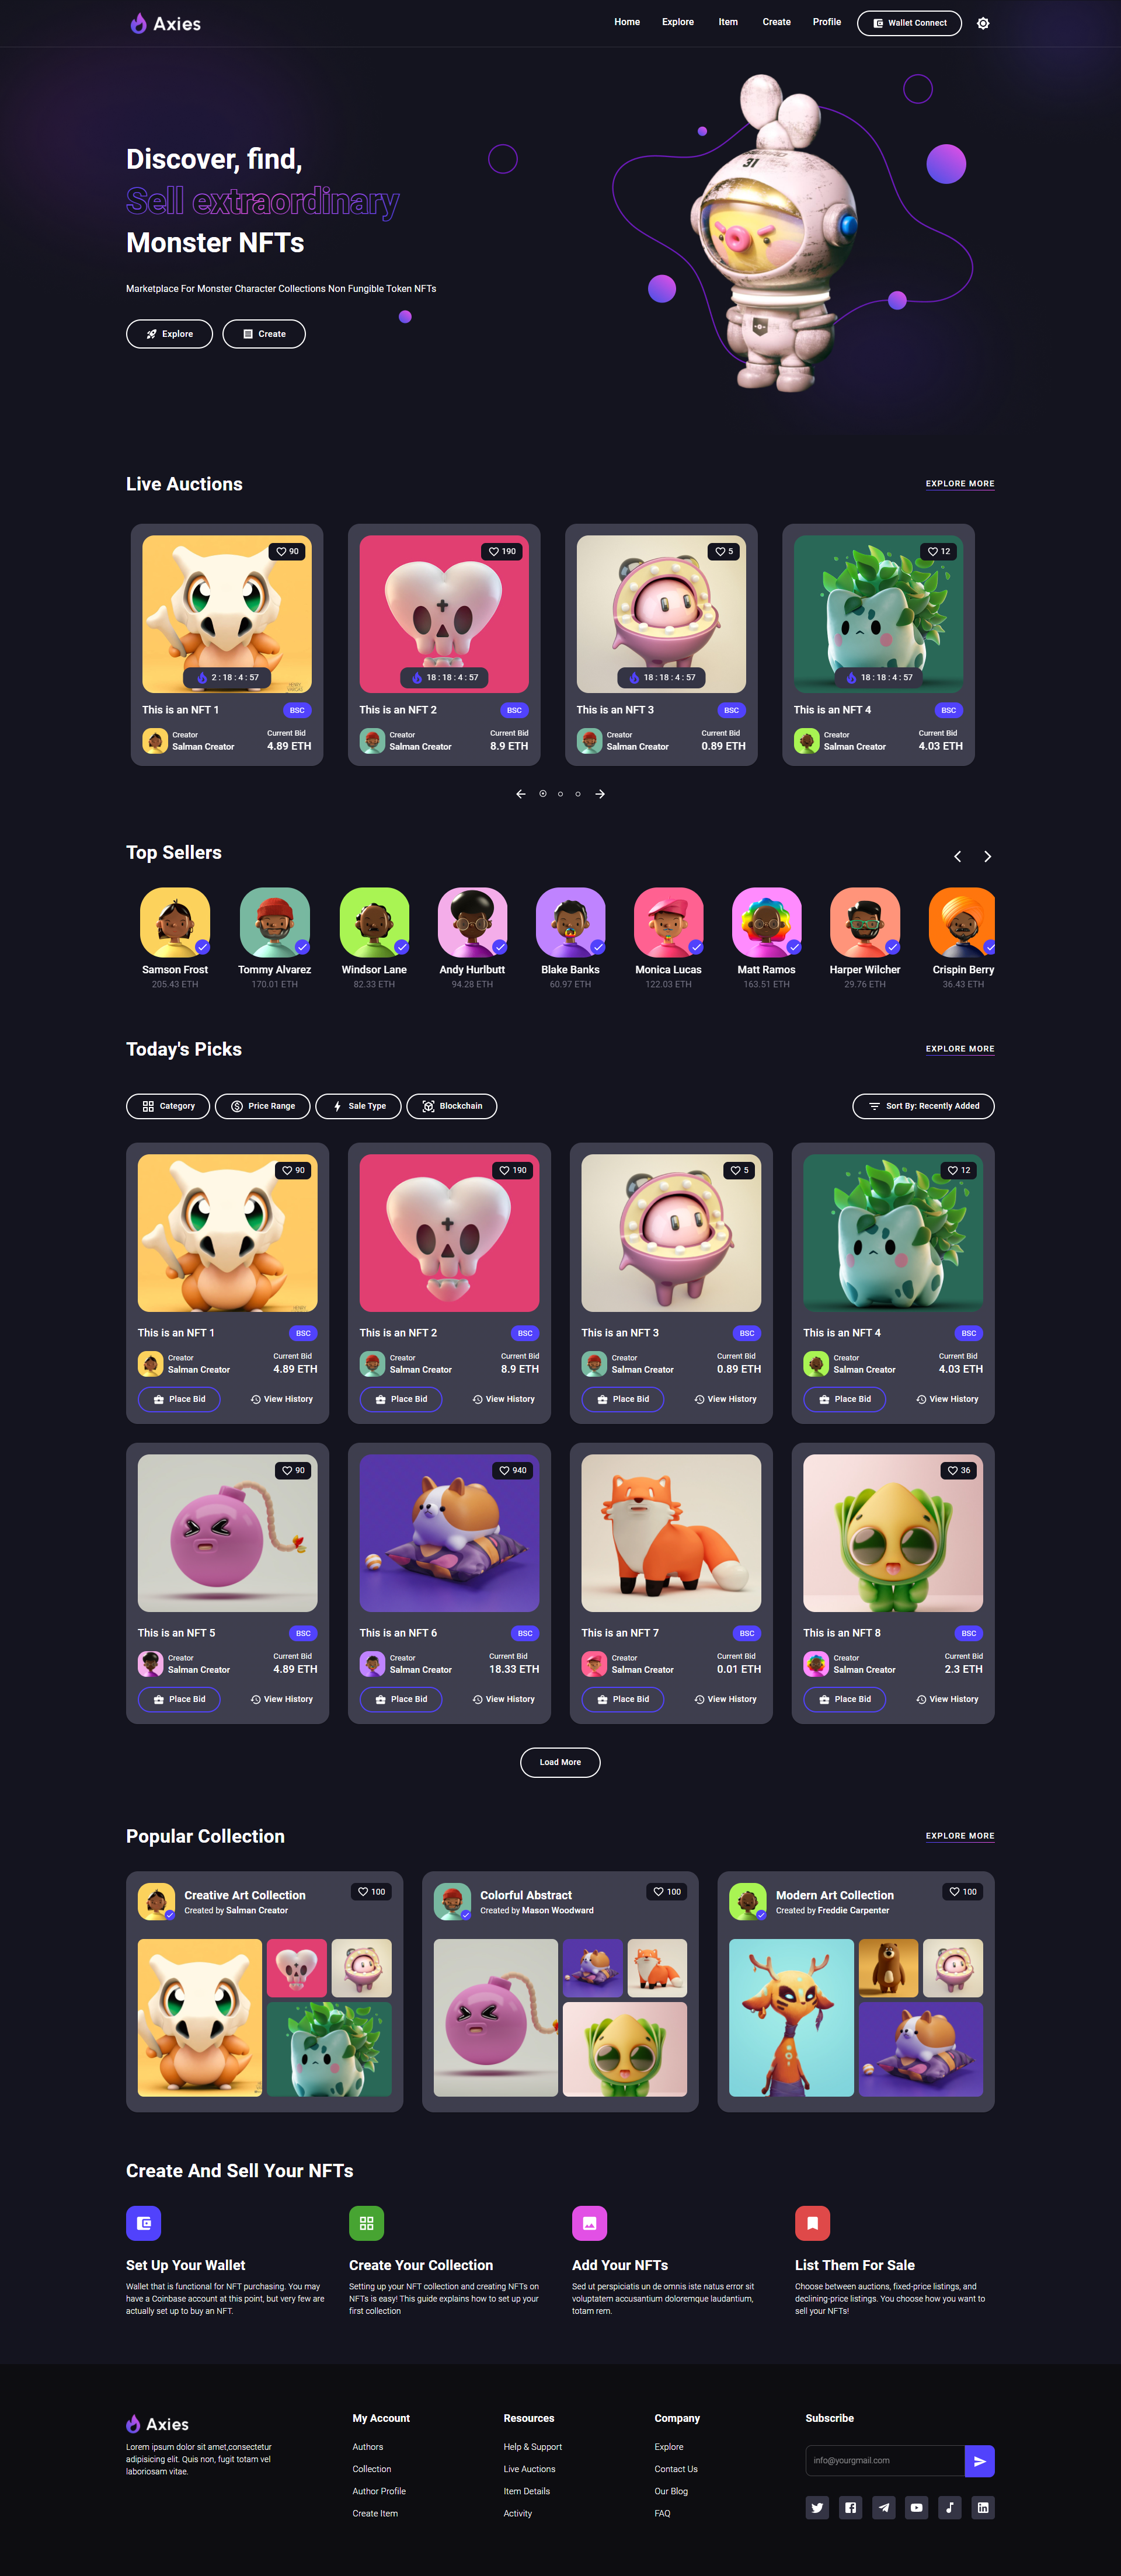 Axies
Home
Explore
Item
Create
Profile
Wallet Connect
Discover, find,
Sell extraordinary
Monster NFTs
Marketplace For Monster Character Collections Non Fungible Token NFTs
Explore
Create
31
Live Auctions
EXPLORE MORE
90
2 : 18 : 4 : 57
This is an NFT 1
BSC
Creator
Salman Creator
Current Bid
4.89 ETH
190
18 : 18 : 4 : 57
This is an NFT 2
BSC
Creator
Salman Creator
Current Bid
8.9 ETH
5
18 : 18 : 4 : 57
This is an NFT 3
BSC
Creator
Salman Creator
Current Bid
0.89 ETH
12
18 : 18 : 4 : 57
This is an NFT 4
BSC
Creator
Salman Creator
Current Bid
4.03 ETH
Top Sellers
Samson Frost
205.43 ETH
Tommy Alvarez
170.01 ETH
Windsor Lane
82.33 ETH
Andy Hurlbutt
94.28 ETH
Blake Banks
60.97 ETH
Monica Lucas
122.03 ETH
Matt Ramos
163.51 ETH
Harper Wilcher
29.76 ETH
Crispin Berry
36.43 ETH
Today's Picks
EXPLORE MORE
Category
Price Range
Sale Type
Blockchain
Sort By: Recently Added
90
This is an NFT 1
BSC
Creator
Salman Creator
Current Bid
4.89 ETH
Place Bid
View History
190
This is an NFT 2
BSC
Creator
Salman Creator
Current Bid
8.9 ETH
Place Bid
View History
5
This is an NFT 3
BSC
Creator
Salman Creator
Current Bid
0.89 ETH
Place Bid
View History
12
This is an NFT 4
BSC
Creator
Salman Creator
Current Bid
4.03 ETH
Place Bid
View History
90
This is an NFT 5
BSC
Creator
Salman Creator
Current Bid
4.89 ETH
Place Bid
View History
940
This is an NFT 6
BSC
Creator
Salman Creator
Current Bid
18.33 ETH
Place Bid
View History
This is an NFT 7
BSC
Creator
Salman Creator
Current Bid
0.01 ETH
Place Bid
View History
36
This is an NFT 8
BSC
Creator
Salman Creator
Current Bid
2.3 ETH
Place Bid
View History
Load More
Popular Collection
EXPLORE MORE
Creative Art Collection
Created by Salman Creator
100
Colorful Abstract
Created by Mason Woodward
100
Modern Art Collection
Created by Freddie Carpenter
100
Create And Sell Your NFTs
Set Up Your Wallet
Wallet that is functional for NFT purchasing. You may
have a Coinbase account at this point, but very few are
actually set up to buy an NFT.
Create Your Collection
Setting up your NFT collection and creating NFTs on
NFTs is easy! This guide explains how to set up your
first collection
Add Your NFTs
Sed ut perspiciatis un de omnis iste natus error sit
voluptatem accusantium doloremque laudantium,
totam rem.
List Them For Sale
Choose between auctions, fixed-price listings, and
declining-price listings. You choose how you want to
sell your NFTs!
Axies
Lorem ipsum dolor sit amet,consectetur
adipisicing elit. Quis non, fugit totam vel
laboriosam vitae.
My Account
Authors
Collection
Author Profile
Create Item
Resources
Help & Support
Live Auctions
Item Details
Activity
Company
Explore
Contact Us
Our Blog
FAQ
Subscribe
info@yourgmail.com